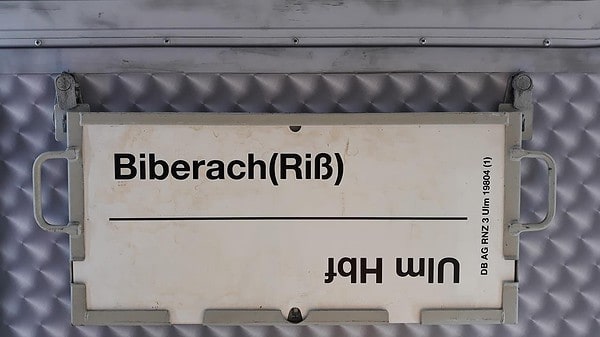 Biberach(Riß)
Ulm Hbf
DB AG RNZ 3 Ulm 19804 (1)